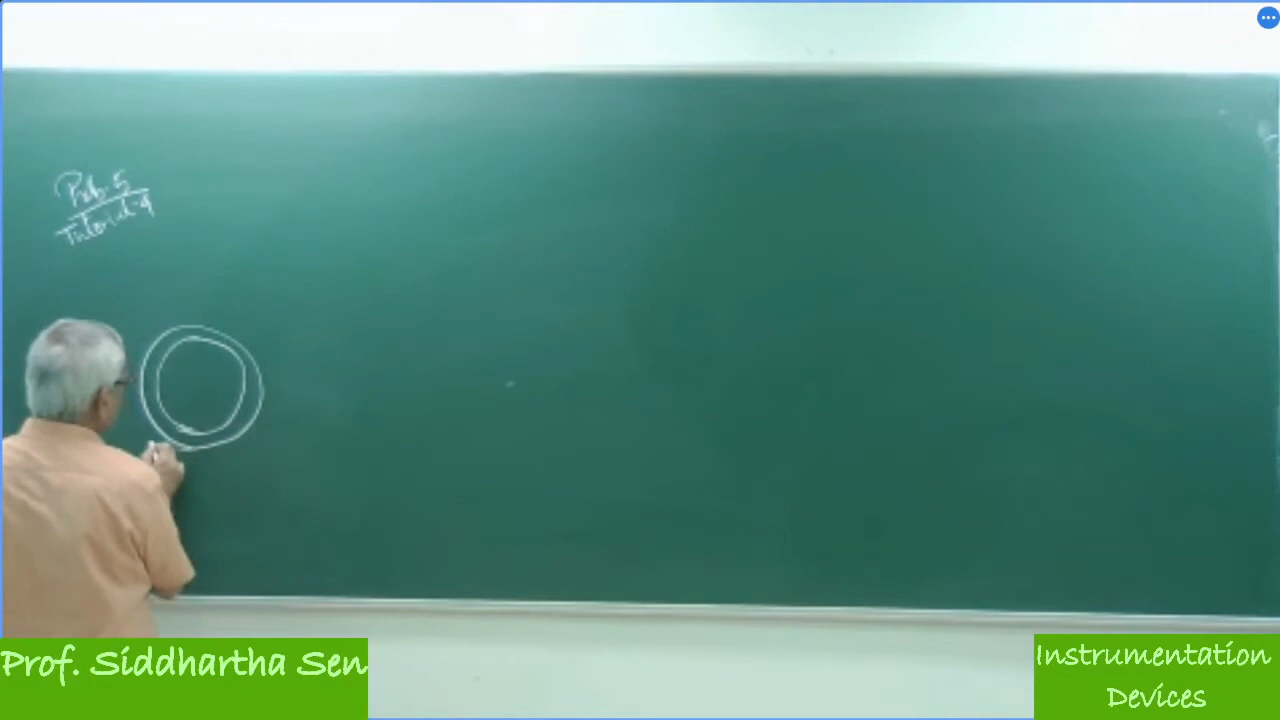 Prob. 5
Tutorial-4
Prof. Siddhartha Sen
Instrumentation
Devices